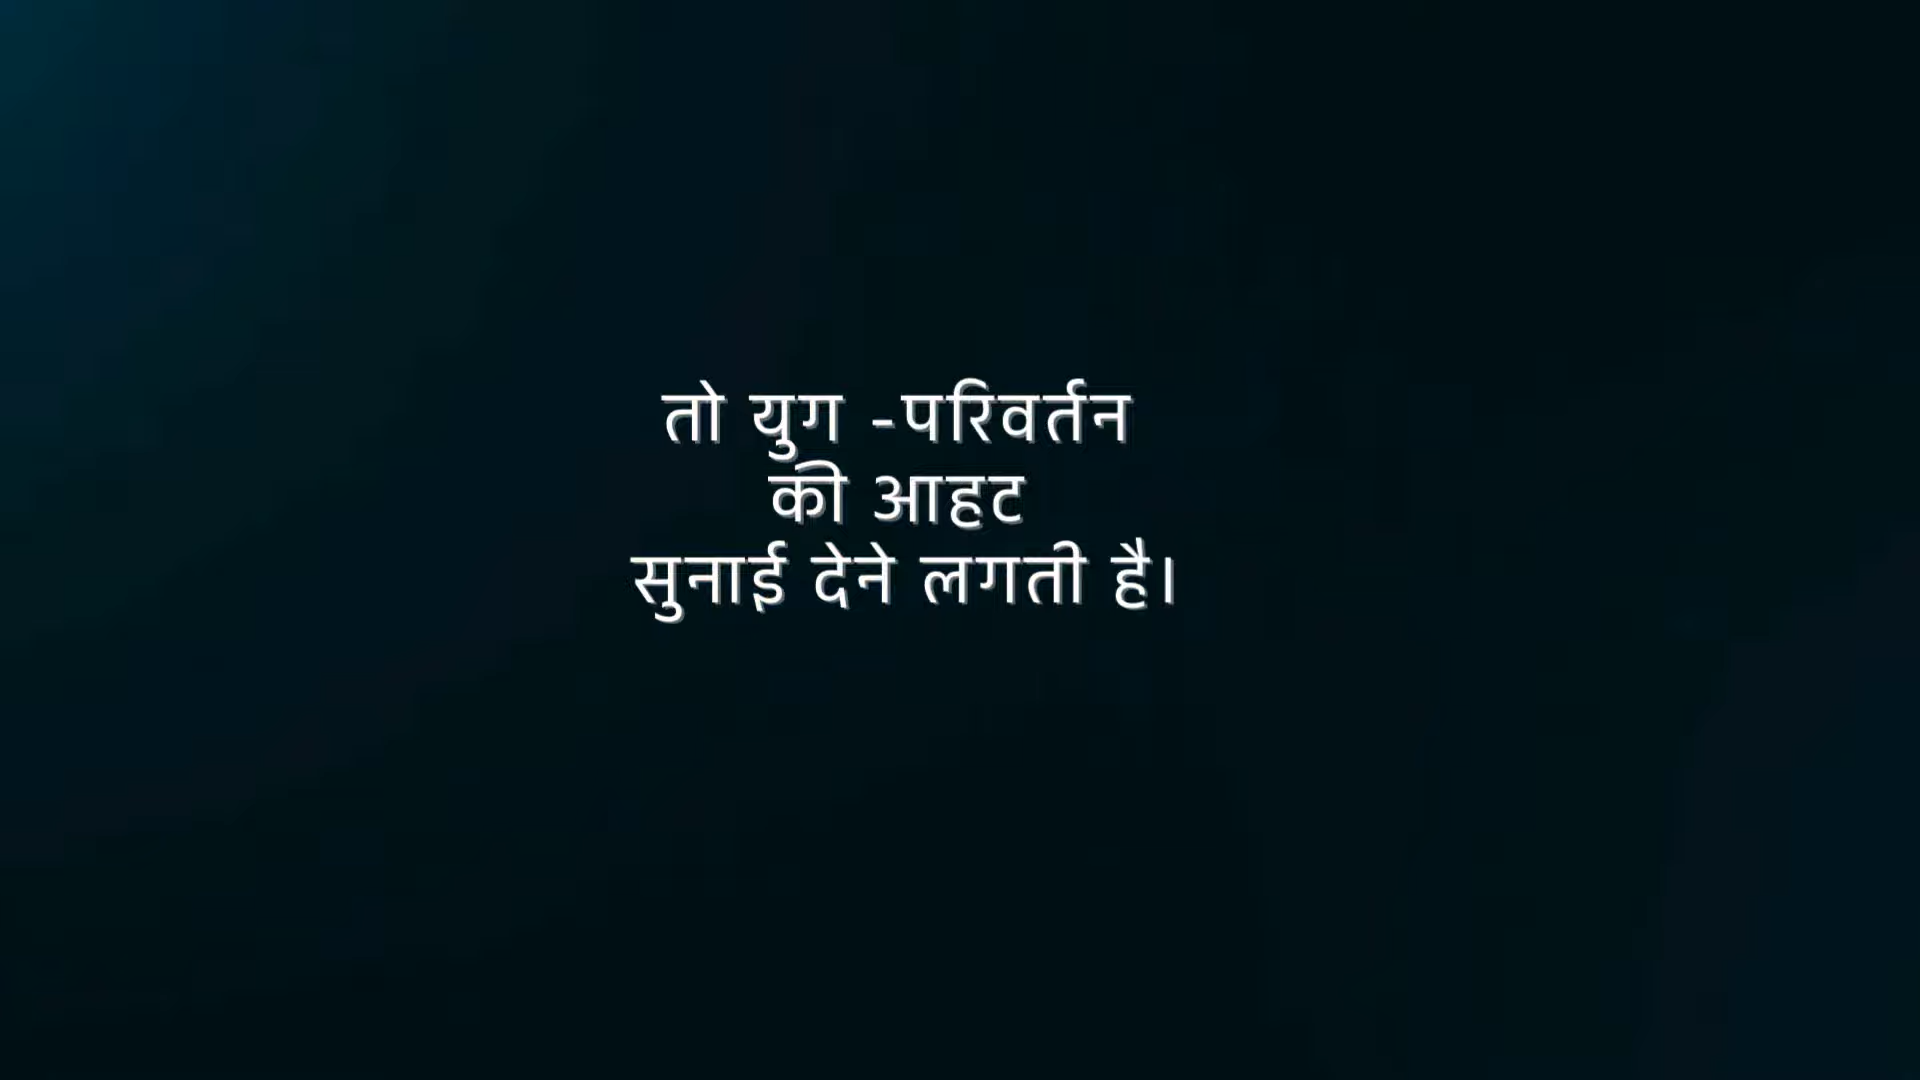 तो युग -परिवर्तन
की आहट
सुनाई देने लगती है।